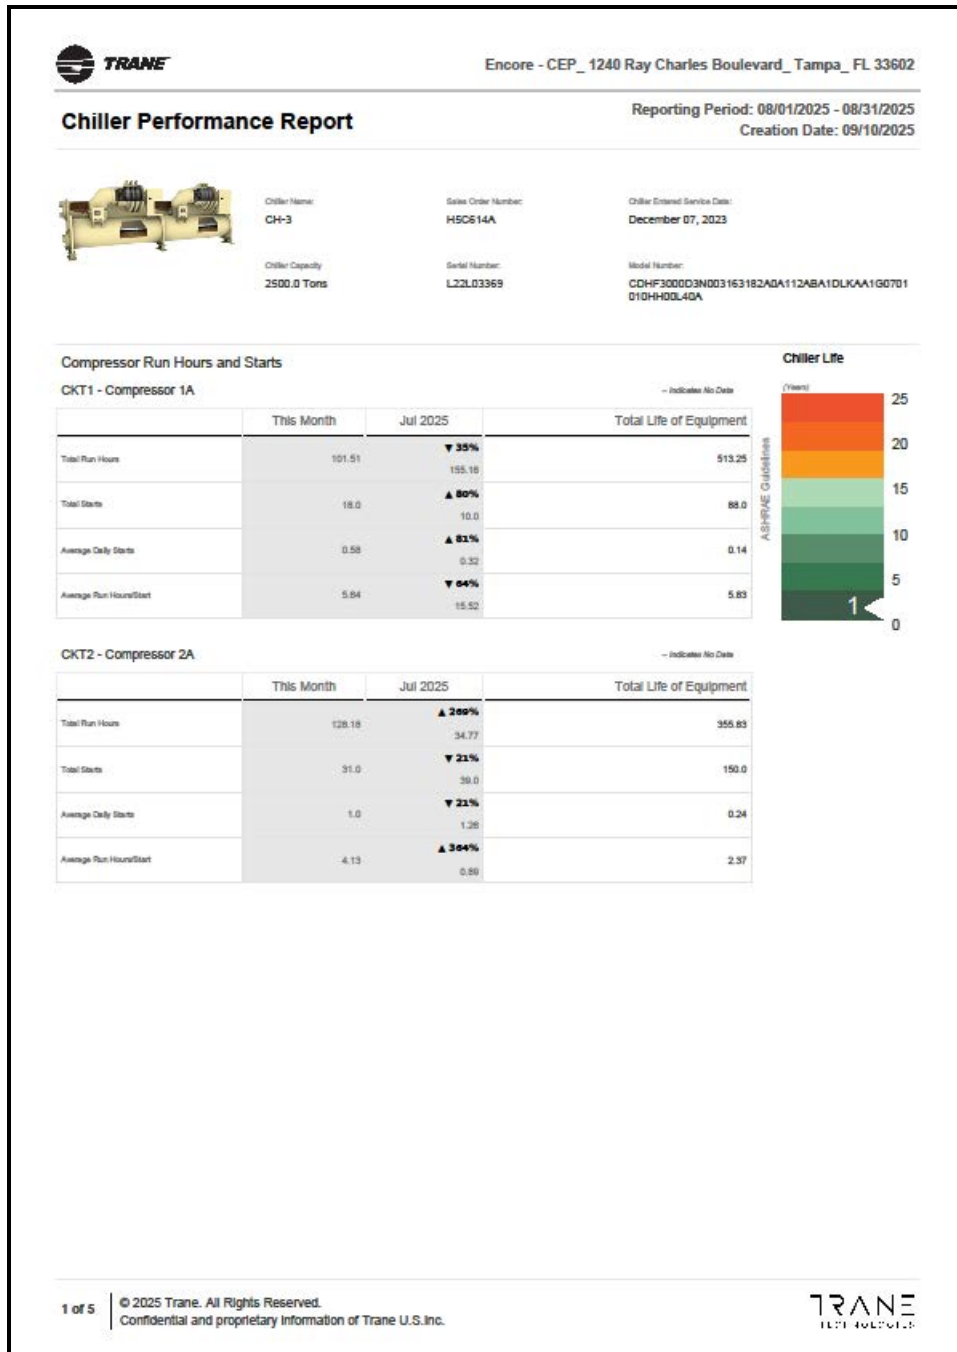 TRANE
Encore - CEP_ 1240 Ray Charles Boulevard_ Tampa_ FL 33602
Chiller Performance Report
Reporting Period: 08/01/2025 - 08/31/2025
Creation Date: 09/10/2025
Chiller Name: Sales Order Number: Chiller Entered Service Date:
CH-3 H5C614A December 07, 2023
Chiller Capacity Serial Number: Model Number:
2500.0 Tons L22L03369 CDHF3000D3N003163182A0A112ABA1DLKAA1G0701
010HH00L40A
Compressor Run Hours and Starts
CKT1 - Compressor 1A
-- Indicates No Data
This Month Jul 2025 Total Life of Equipment
Total Run Hours 101.51 ▼ 35% 155.16 513.25
Total Starts 18.0 ▲ 80% 10.0 88.0
Average Daily Starts 0.58 ▲ 81% 0.32 0.14
Average Run Hours/Start 5.64 ▼ 64% 15.52 5.83
Chiller Life
(Years)
ASHRAE Guidelines
25
20
15
10
5
1
0
CKT2 - Compressor 2A
-- Indicates No Data
This Month Jul 2025 Total Life of Equipment
Total Run Hours 128.18 ▲ 269% 34.77 355.83
Total Starts 31.0 ▼ 21% 39.0 150.0
Average Daily Starts 1.0 ▼ 21% 1.26 0.24
Average Run Hours/Start 4.13 ▲ 364% 0.89 2.37
1 of 5
© 2025 Trane. All Rights Reserved.
Confidential and proprietary information of Trane U.S.Inc.
TRANE
TECHNOLOGIES